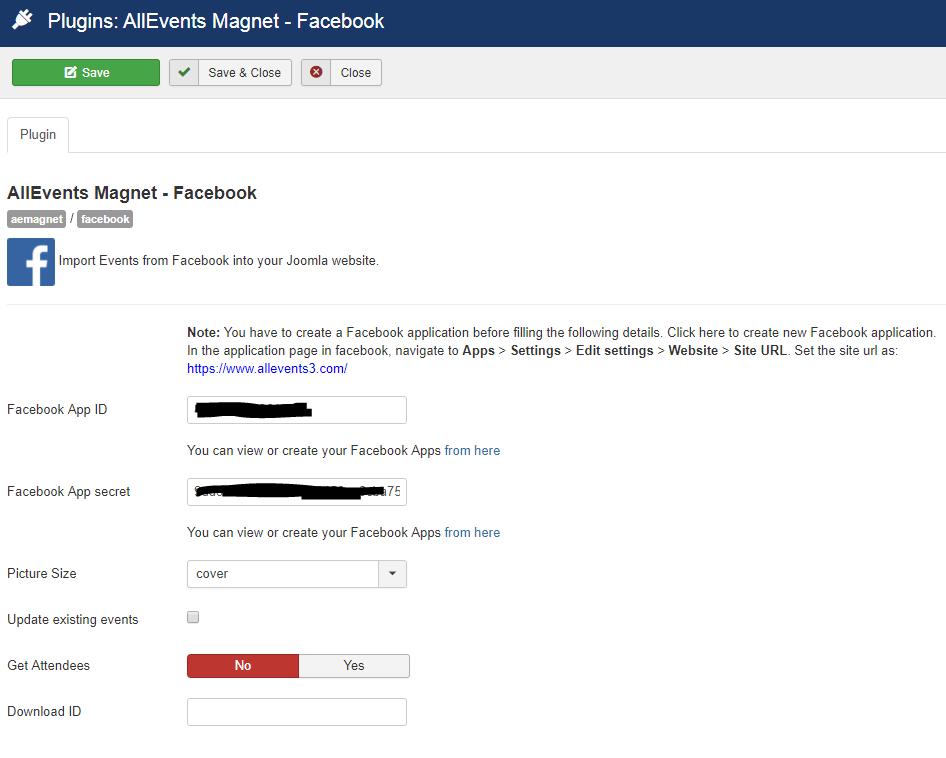 Plugins: AllEvents Magnet - Facebook
Save
Save & Close
Close
Plugin
AllEvents Magnet - Facebook
aemagnet / facebook
Import Events from Facebook into your Joomla website.
Note: You have to create a Facebook application before filling the following details. Click here to create new Facebook application.
In the application page in facebook, navigate to Apps > Settings > Edit settings > Website > Site URL. Set the site url as:
https://www.allevents3.com/
Facebook App ID
You can view or create your Facebook Apps from here
Facebook App secret
You can view or create your Facebook Apps from here
Picture Size
cover
Update existing events
Get Attendees
No
Yes
Download ID